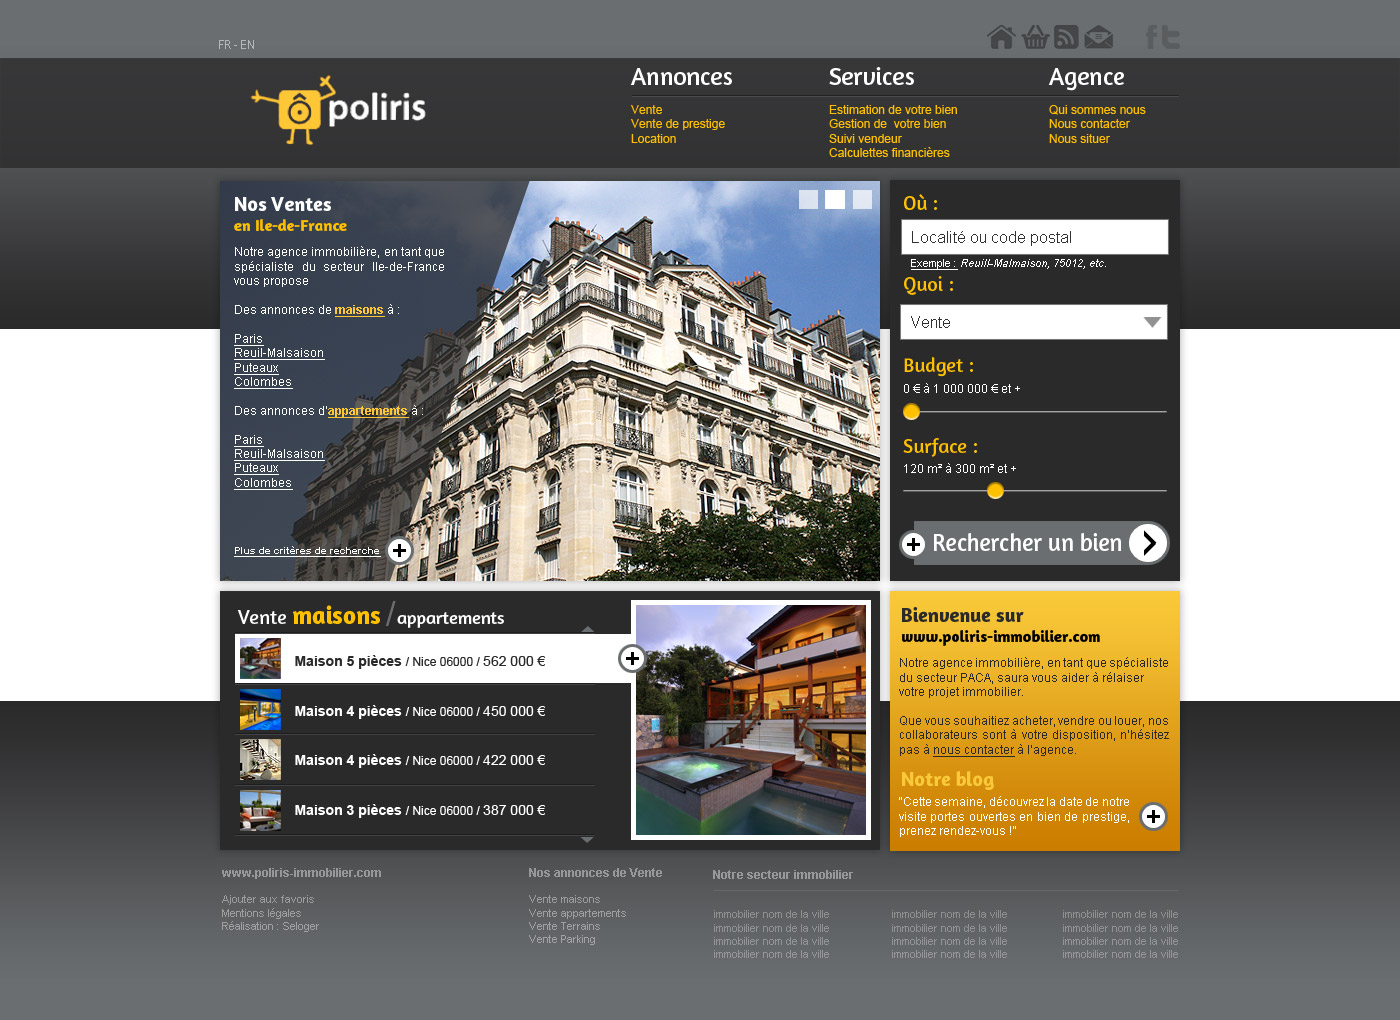 FR - EN
poliris
Annonces
Vente
Vente de prestige
Location
Services
Estimation de votre bien
Gestion de votre bien
Suivi vendeur
Calculettes financières
Agence
Qui sommes nous
Nous contacter
Nous situer
Nos Ventes
en Ile-de-France
Notre agence immobilière, en tant que
spécialiste du secteur Ile-de-France
vous propose
Des annonces de maisons à :
Paris
Reuil-Malsaison
Puteaux
Colombes
Des annonces d'appartements à :
Paris
Reuil-Malsaison
Puteaux
Colombes
Plus de critères de recherche
Où :
Localité ou code postal
Exemple : Reuill-Malmaison, 75012, etc.
Quoi :
Vente
Budget :
0 € à 1 000 000 € et +
Surface :
120 m² à 300 m² et +
Rechercher un bien
Vente maisons / appartements
Maison 5 pièces / Nice 06000 / 562 000 €
Maison 4 pièces / Nice 06000 / 450 000 €
Maison 4 pièces / Nice 06000 / 422 000 €
Maison 3 pièces / Nice 06000 / 387 000 €
Bienvenue sur
www.poliris-immobilier.com
Notre agence immobilière, en tant que spécialiste
du secteur PACA, saura vous aider à rélaiser
votre projet immobilier.
Que vous souhaitiez acheter, vendre ou louer, nos
collaborateurs sont à votre disposition, n'hésitez
pas à nous contacter à l'agence.
Notre blog
"Cette semaine, découvrez la date de notre
visite portes ouvertes en bien de prestige,
prenez rendez-vous !"
www.poliris-immobilier.com
Ajouter aux favoris
Mentions légales
Réalisation : Seloger
Nos annonces de Vente
Vente maisons
Vente appartements
Vente Terrains
Vente Parking
Notre secteur immobilier
immobilier nom de la ville
immobilier nom de la ville
immobilier nom de la ville
immobilier nom de la ville
immobilier nom de la ville
immobilier nom de la ville
immobilier nom de la ville
immobilier nom de la ville
immobilier nom de la ville
immobilier nom de la ville
immobilier nom de la ville
immobilier nom de la ville